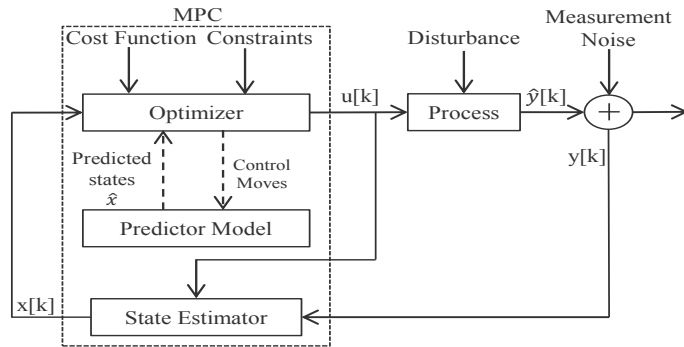 MPC
Cost Function Constraints
Disturbance
Measurement
Noise
Optimizer
u[k]
Process
ŷ[k]
+
y[k]
Predicted
states
x̂
Control
Moves
Predictor Model
x[k]
State Estimator